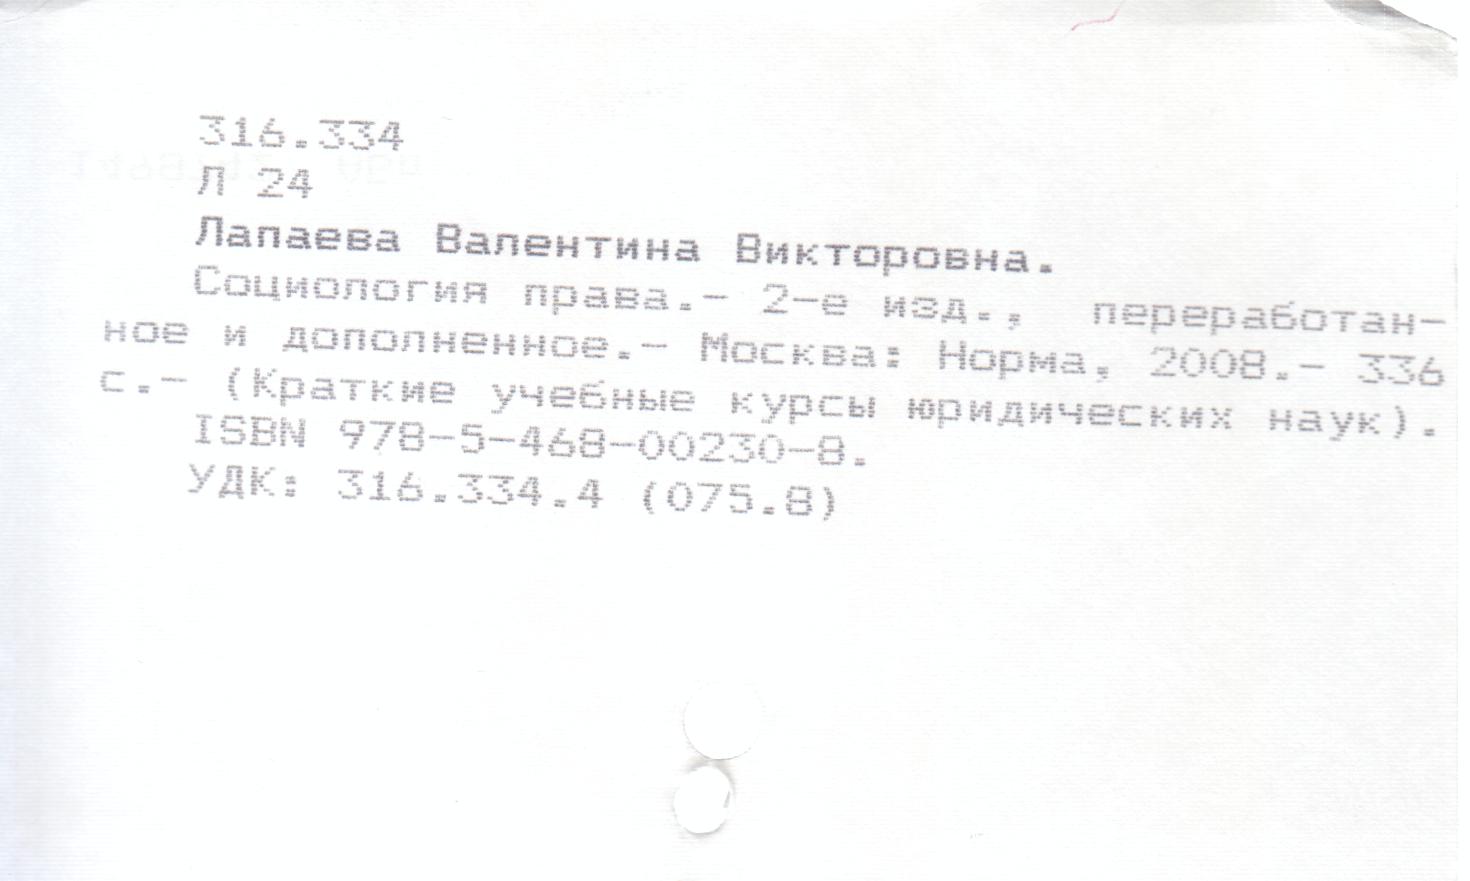 316.334
Л 24
Лапаева Валентина Викторовна.
Социология права.- 2-е изд., переработан-
ное и дополненное.- Москва: Норма, 2008.- 336
с.- (Краткие учебные курсы юридических наук).
ISBN 978-5-468-00230-8.
УДК: 316.334.4 (075.8)